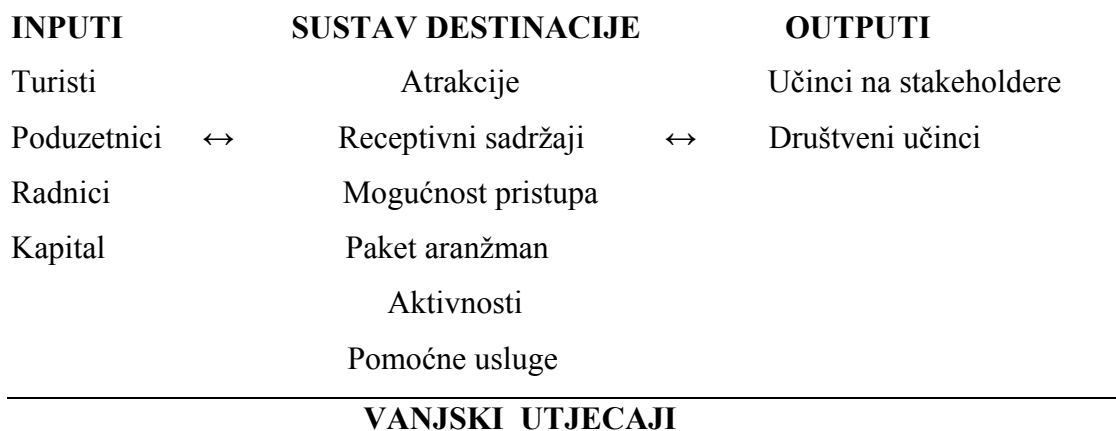 INPUTI SUSTAV DESTINACIJE OUTPUTI
Turisti Atrakcije Učinci na stakeholdere
Poduzetnici ↔ Receptivni sadržaji ↔ Društveni učinci
Radnici Mogućnost pristupa
Kapital Paket aranžman
Aktivnosti
Pomoćne usluge
VANJSKI UTJECAJI